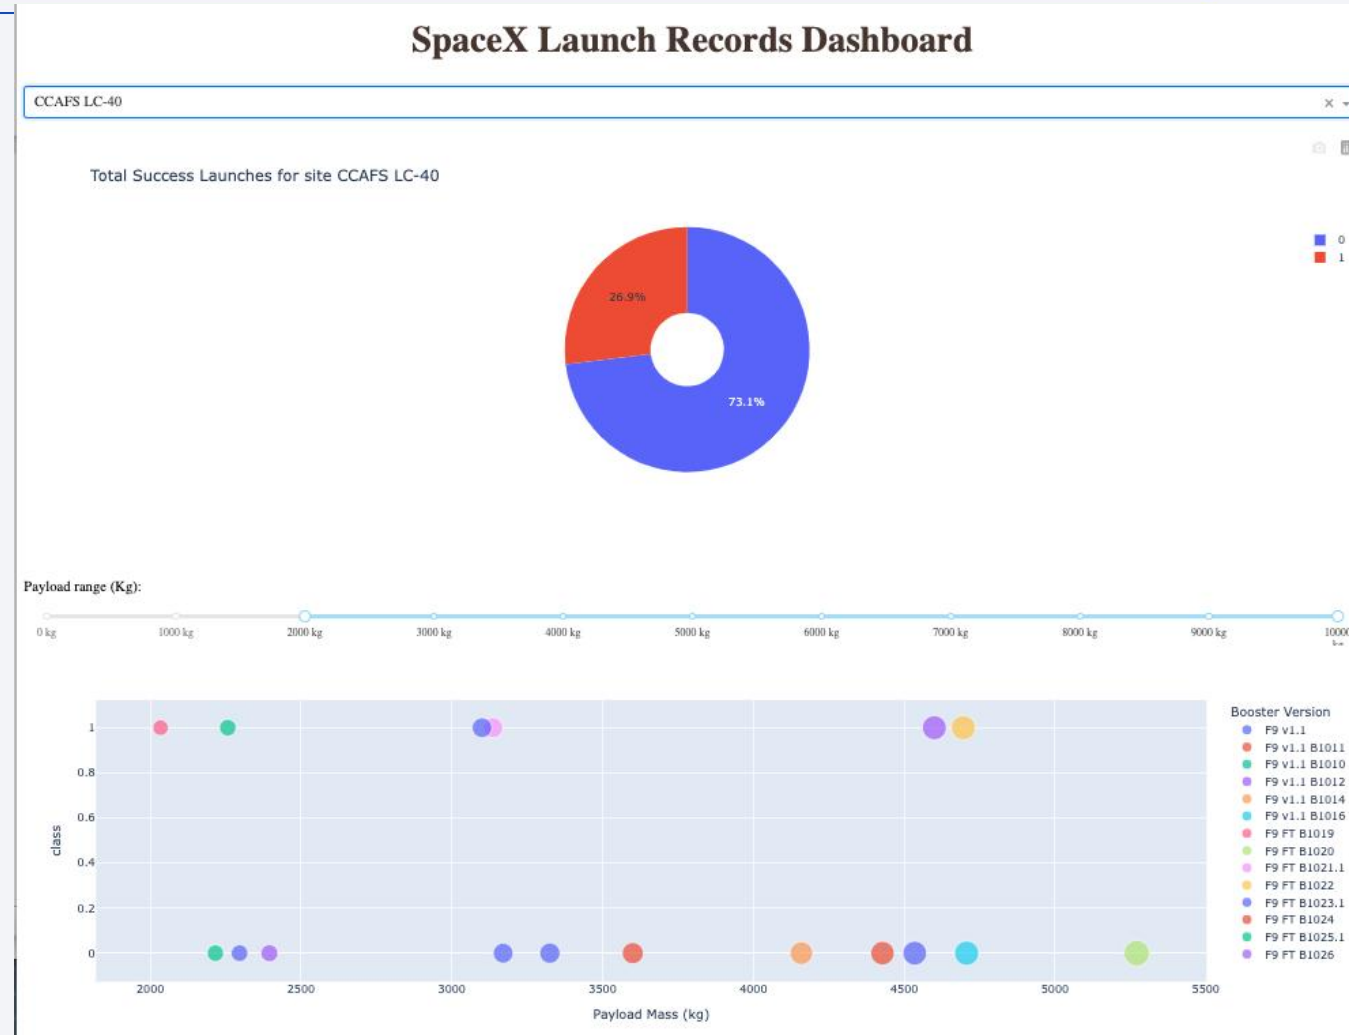 SpaceX Launch Records Dashboard
CCAFS LC-40
Total Success Launches for site CCAFS LC-40
0
1
26.9%
73.1%
Payload range (Kg):
0 kg 1000 kg 2000 kg 3000 kg 4000 kg 5000 kg 6000 kg 7000 kg 8000 kg 9000 kg 10000
Booster Version
F9 v1.1
F9 v1.1 B1011
F9 v1.1 B1010
F9 v1.1 B1012
F9 v1.1 B1014
F9 v1.1 B1016
F9 FT B1019
F9 FT B1020
F9 FT B1021.1
F9 FT B1022
F9 FT B1023.1
F9 FT B1024
F9 FT B1025.1
F9 FT B1026
class
1
0.8
0.6
0.4
0.2
0
2000 2500 3000 3500 4000 4500 5000 5500
Payload Mass (kg)